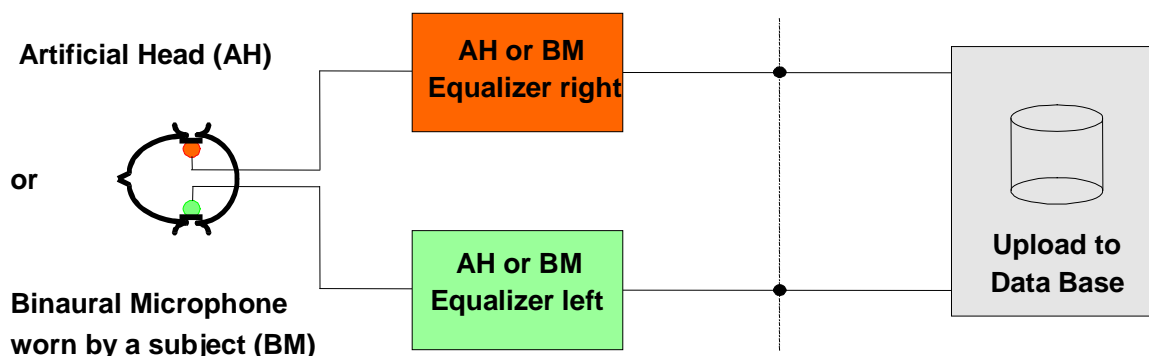 Artificial Head (AH)
or
Binaural Microphone
worn by a subject (BM)
AH or BM
Equalizer right
AH or BM
Equalizer left
Upload to
Data Base